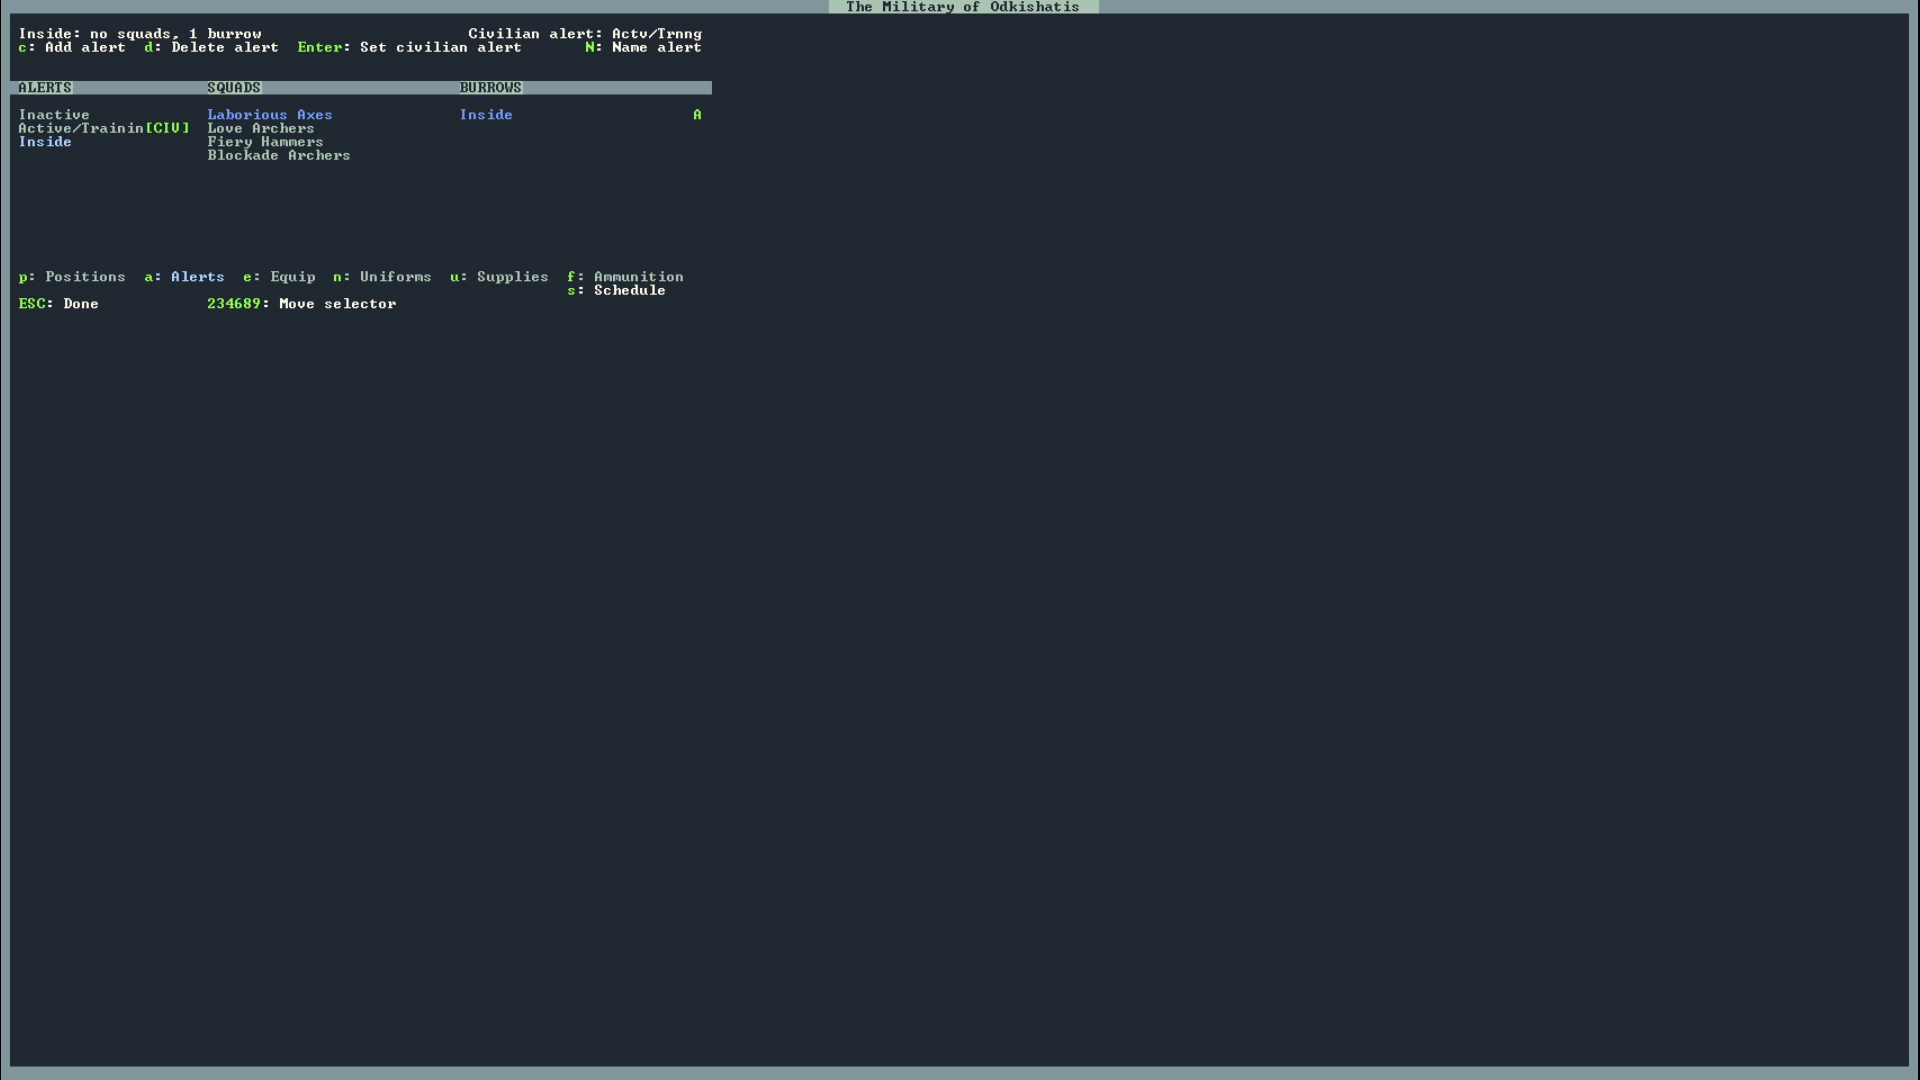 The Military of Odkishatis
Inside: no squads, 1 burrow Civilian alert: Actv/Trnng
c: Add alert d: Delete alert Enter: Set civilian alert N: Name alert
ALERTS SQUADS BURROWS
Inactive Laborious Axes Inside A
Active/Trainin[CIV] Love Archers
Inside Fiery Hammers
Blockade Archers
p: Positions a: Alerts e: Equip n: Uniforms u: Supplies f: Ammunition
s: Schedule
ESC: Done 234689: Move selector